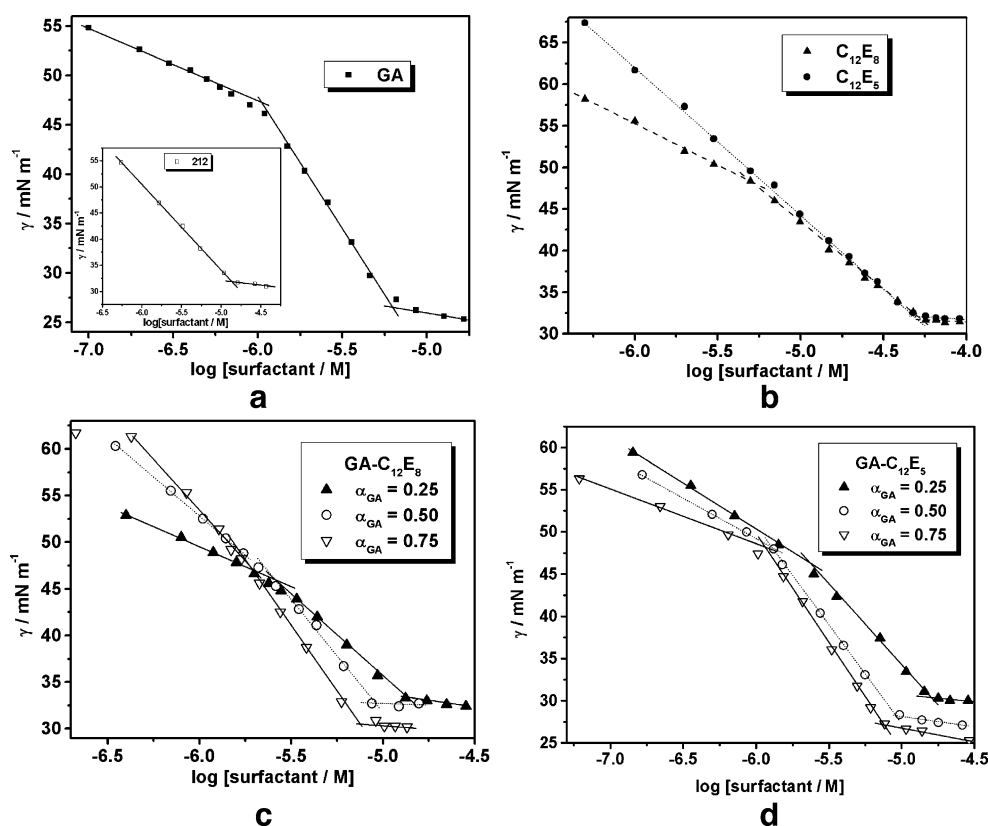 55
50
45
40
35
30
25
γ / mN m⁻¹
GA
55
50
45
40
35
30
γ / mN m⁻¹
212
-6.5 -6.0 -5.5 -5.0 -4.5
log[surfactant / M]
-7.0 -6.5 -6.0 -5.5 -5.0
log [surfactant / M]
a
65
60
55
50
45
40
35
30
γ / mN m⁻¹
C₁₂E₈
C₁₂E₅
-6.0 -5.5 -5.0 -4.5 -4.0
log [surfactant / M]
b
60
55
50
45
40
35
30
γ / mN m⁻¹
GA-C₁₂E₈
α_GA = 0.25
α_GA = 0.50
α_GA = 0.75
-6.5 -6.0 -5.5 -5.0 -4.5
log [surfactant / M]
c
60
55
50
45
40
35
30
25
γ / mN m⁻¹
GA-C₁₂E₅
α_GA = 0.25
α_GA = 0.50
α_GA = 0.75
-7.0 -6.5 -6.0 -5.5 -5.0 -4.5
log [surfactant / M]
d